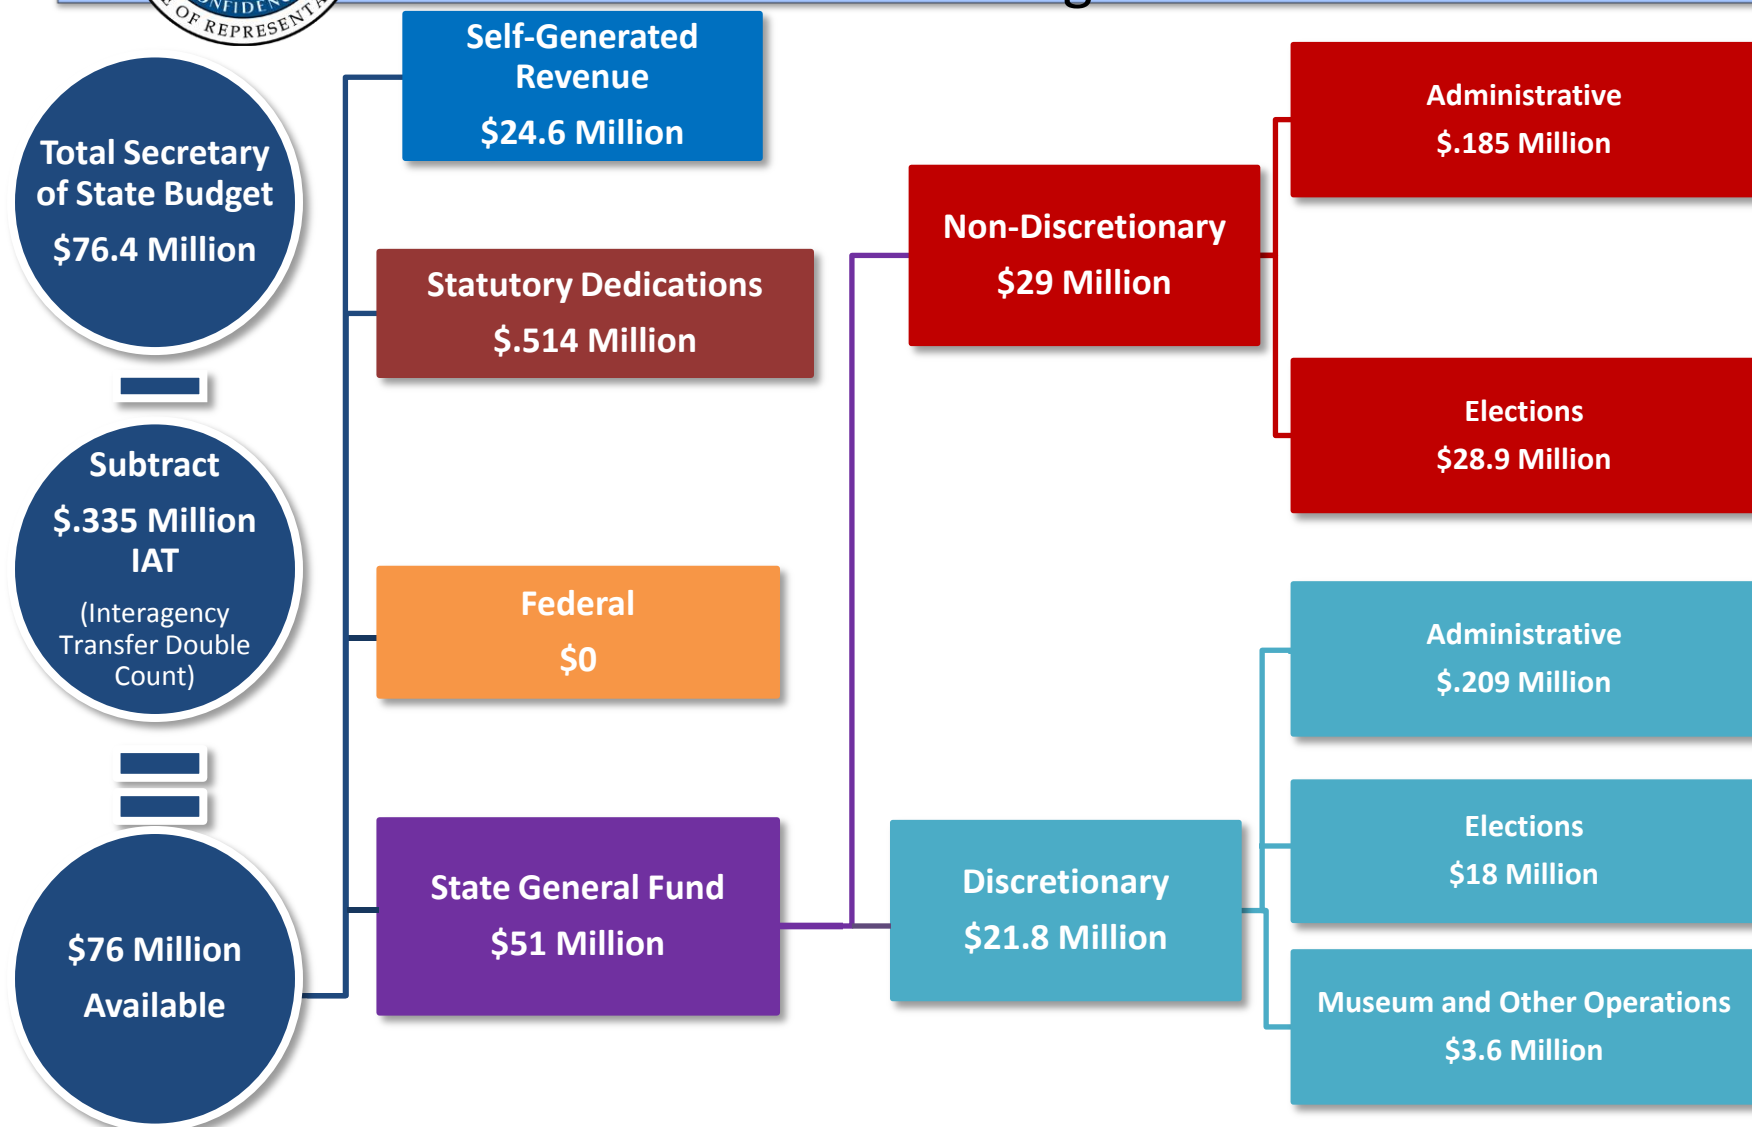 OF REPRESENTA
Total Secretary
of State Budget
$76.4 Million
Subtract
$.335 Million
IAT
(Interagency
Transfer Double
Count)
$76 Million
Available
Self-Generated
Revenue
$24.6 Million
Statutory Dedications
$.514 Million
Federal
$0
State General Fund
$51 Million
Non-Discretionary
$29 Million
Discretionary
$21.8 Million
Administrative
$.185 Million
Elections
$28.9 Million
Administrative
$.209 Million
Elections
$18 Million
Museum and Other Operations
$3.6 Million